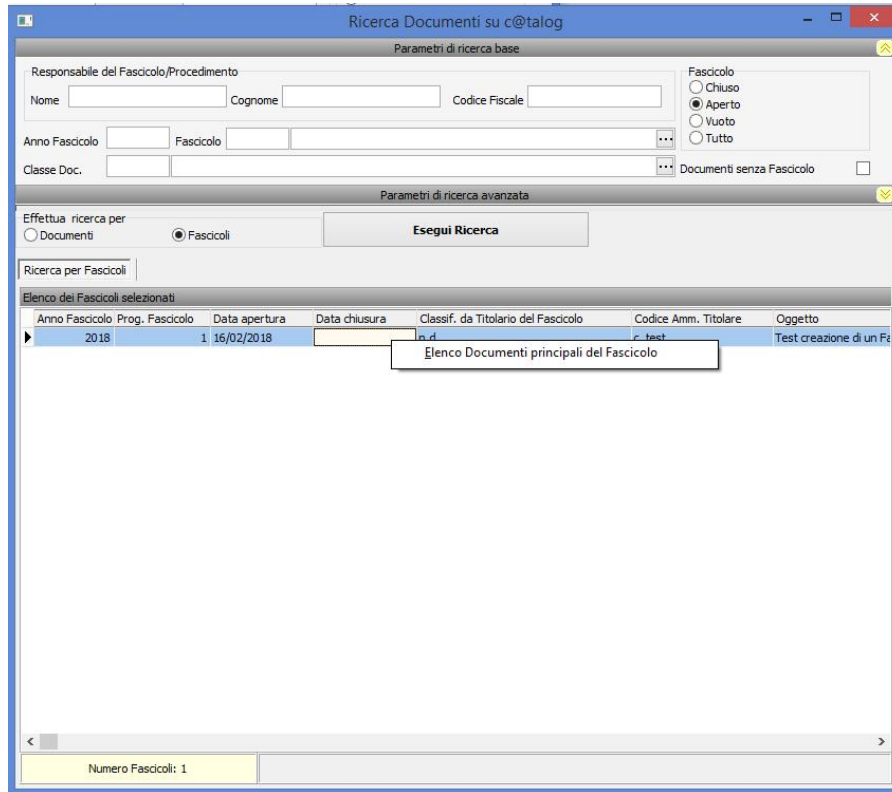 Ricerca Documenti su c@talog
Parametri di ricerca base
Responsabile del Fascicolo/Procedimento
Nome Cognome Codice Fiscale
Fascicolo
Chiuso
Aperto
Vuoto
Tutto
Anno Fascicolo Fascicolo ...
Classe Doc. ... Documenti senza Fascicolo
Parametri di ricerca avanzata
Effettua ricerca per
Documenti Fascicoli
Esegui Ricerca
Ricerca per Fascicoli
Elenco dei Fascicoli selezionati
Anno Fascicolo Prog. Fascicolo Data apertura Data chiusura Classif. da Titolario del Fascicolo Codice Amm. Titolare Oggetto
2018 1 16/02/2018 n.d. c_test Test creazione di un Fa
Elenco Documenti principali del Fascicolo
Numero Fascicoli: 1